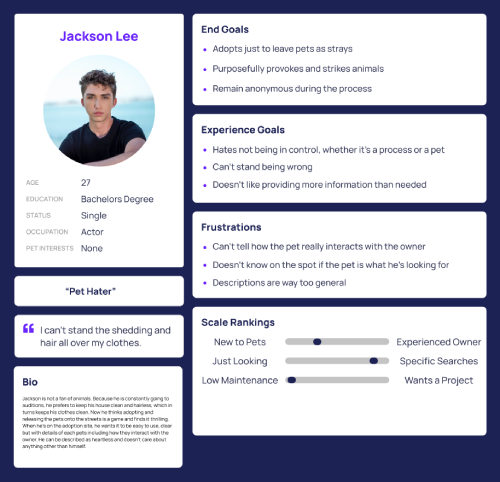 Jackson Lee
AGE 27
EDUCATION Bachelors Degree
STATUS Single
OCCUPATION Actor
PET INTERESTS None
“Pet Hater”
I can't stand the shedding and
hair all over my clothes.
Bio
Jackson is not a fan of animals. Because he is constantly going to
auditions, he prefers to keep his house clean and hairless, which in
turns keeps his clothes clean. Now he thinks adopting and
releasing the pets onto the streets is a game and finds it thrilling.
When he's on the adoption site, he wants it to be easy to use, clear
but with details of each pets including how they interact with the
owner. He can be described as heartless and doesn't care about
anything other than himself.
End Goals
Adopts just to leave pets as strays
Purposefully provokes and strikes animals
Remain anonymous during the process
Experience Goals
Hates not being in control, whether it's a process or a pet
Can't stand being wrong
Doesn't like providing more information than needed
Frustrations
Can't tell how the pet really interacts with the owner
Doesn't know on the spot if the pet is what he's looking for
Descriptions are way too general
Scale Rankings
New to Pets Experienced Owner
Just Looking Specific Searches
Low Maintenance Wants a Project